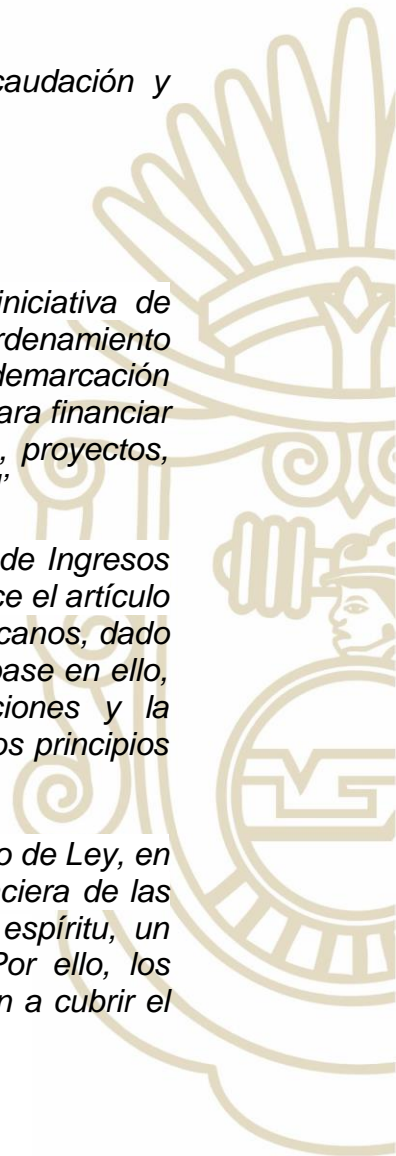 caudación y
iniciativa de
rdenamiento
demarcación
ara financiar
, proyectos,
l”
de Ingresos
ce el artículo
canos, dado
base en ello,
ciones y la
os principios
o de Ley, en
nciera de las
espíritu, un
Por ello, los
n a cubrir el